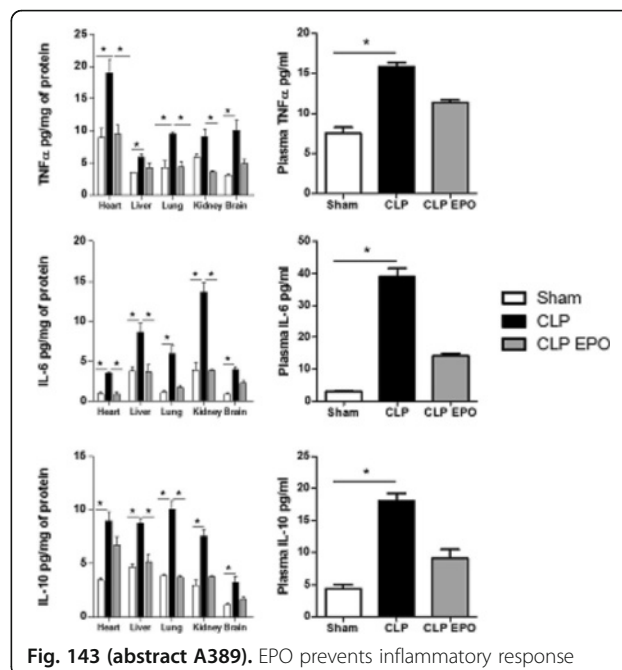 TNFα pg/mg of protein
25
20
15
10
5
0
* * * * * * *
Heart Liver Lung Kidney Brain
Plasma TNFα pg/ml
20
15
10
5
0
*
Sham CLP CLP EPO
IL-6 pg/mg of protein
20
15
10
5
0
* * * * * * * *
Heart Liver Lung Kidney Brain
Plasma IL-6 pg/ml
50
40
30
20
10
0
*
Sham CLP CLP EPO
Sham
CLP
CLP EPO
IL-10 pg/mg of protein
15
10
5
0
* * * * * * *
Heart Liver Lung Kidney Brain
Plasma IL-10 pg/ml
25
20
15
10
5
0
*
Sham CLP CLP EPO
Fig. 143 (abstract A389). EPO prevents inflammatory response